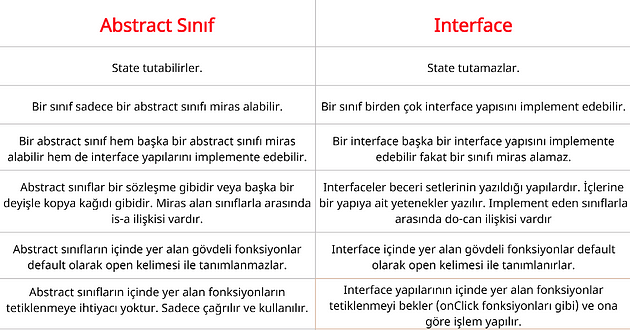 Abstract Sınıf
Interface
State tutabilirler.
State tutamazlar.
Bir sınıf sadece bir abstract sınıfı miras alabilir.
Bir sınıf birden çok interface yapısını implement edebilir.
Bir abstract sınıf hem başka bir abstract sınıfı miras
alabilir hem de interface yapılarını implemente edebilir.
Bir interface başka bir interface yapısını implemente
edebilir fakat bir sınıfı miras alamaz.
Abstract sınıflar bir sözleşme gibidir veya başka bir
deyişle kopya kağıdı gibidir. Miras alan sınıflarla arasında
is-a ilişkisi vardır.
Interfaceler beceri setlerinin yazıldığı yapılardır. İçlerine
bir yapıya ait yetenekler yazılır. Implement eden sınıflarla
arasında do-can ilişkisi vardır
Abstract sınıfların içinde yer alan gövdeli fonksiyonlar
default olarak open kelimesi ile tanımlanmazlar.
Interface içinde yer alan gövdeli fonksiyonlar default
olarak open kelimesi ile tanımlanırlar.
Abstract sınıfların içinde yer alan fonksiyonların
tetiklenmeye ihtiyacı yoktur. Sadece çağrılır ve kullanılır.
Interface yapılarının içinde yer alan fonksiyonlar
tetiklenmeyi bekler (onClick fonksiyonları gibi) ve ona
göre işlem yapılır.